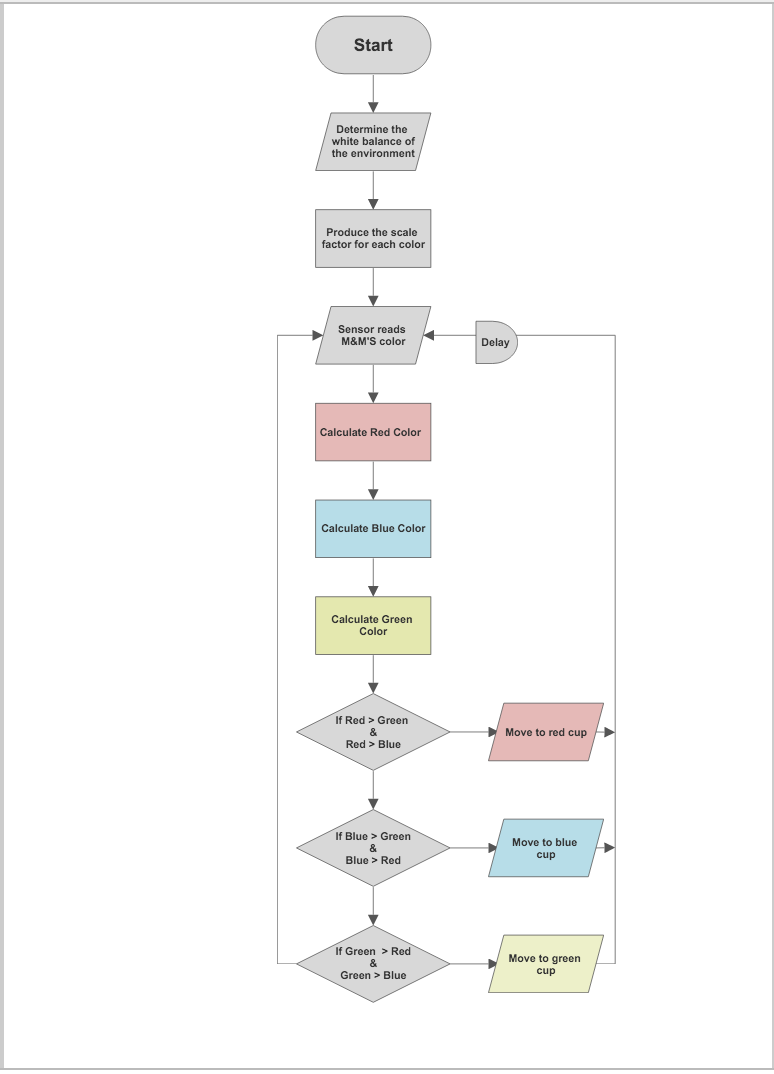 Start
Determine the
white balance of
the environment
Produce the scale
factor for each color
Sensor reads
M&M'S color
Delay
Calculate Red Color
Calculate Blue Color
Calculate Green
Color
If Red > Green
&
Red > Blue
Move to red cup
If Blue > Green
&
Blue > Red
Move to blue
cup
If Green > Red
&
Green > Blue
Move to green
cup